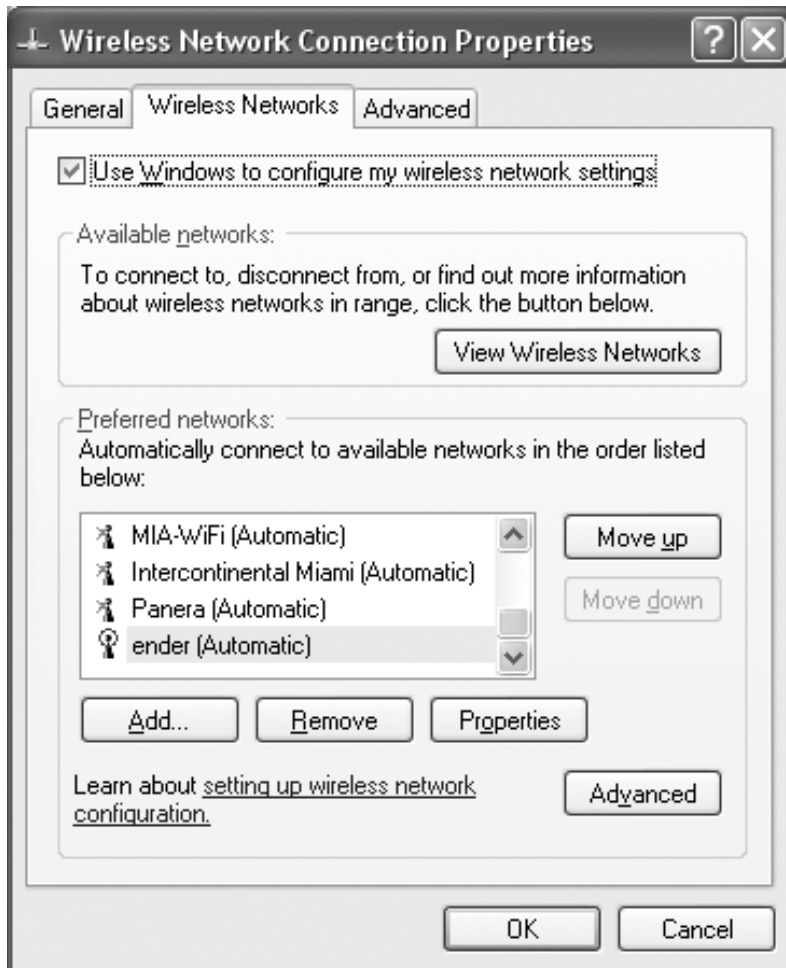 Wireless Network Connection Properties
General Wireless Networks Advanced
Use Windows to configure my wireless network settings
Available networks:
To connect to, disconnect from, or find out more information
about wireless networks in range, click the button below.
View Wireless Networks
Preferred networks:
Automatically connect to available networks in the order listed
below:
MIA-WiFi (Automatic)
Intercontinental Miami (Automatic)
Panera (Automatic)
ender (Automatic)
Move up
Move down
Add... Remove Properties
Learn about setting up wireless network
configuration.
Advanced
OK Cancel